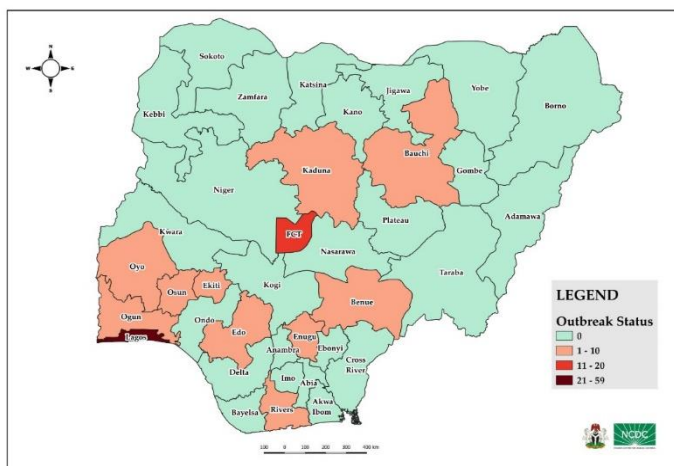 N
W E
S
Sokoto
Katsina
Jigawa
Yobe
Borno
Zamfara
Kano
Kebbi
Bauchi
Gombe
Kaduna
Niger
Adamawa
Plateau
Kwara
FCT
Nasarawa
Taraba
Oyo
Osun
Ekiti
Kogi
Benue
Ogun
Ondo
Edo
Enugu
Lagos
Anambra
Ebonyi
Cross
River
Delta
Imo
Abia
Bayelsa
Rivers
Akwa
Ibom
LEGEND
Outbreak Status
0
1 - 10
11 - 20
21 - 59
100 0 100 200 300 400 km
NCDC